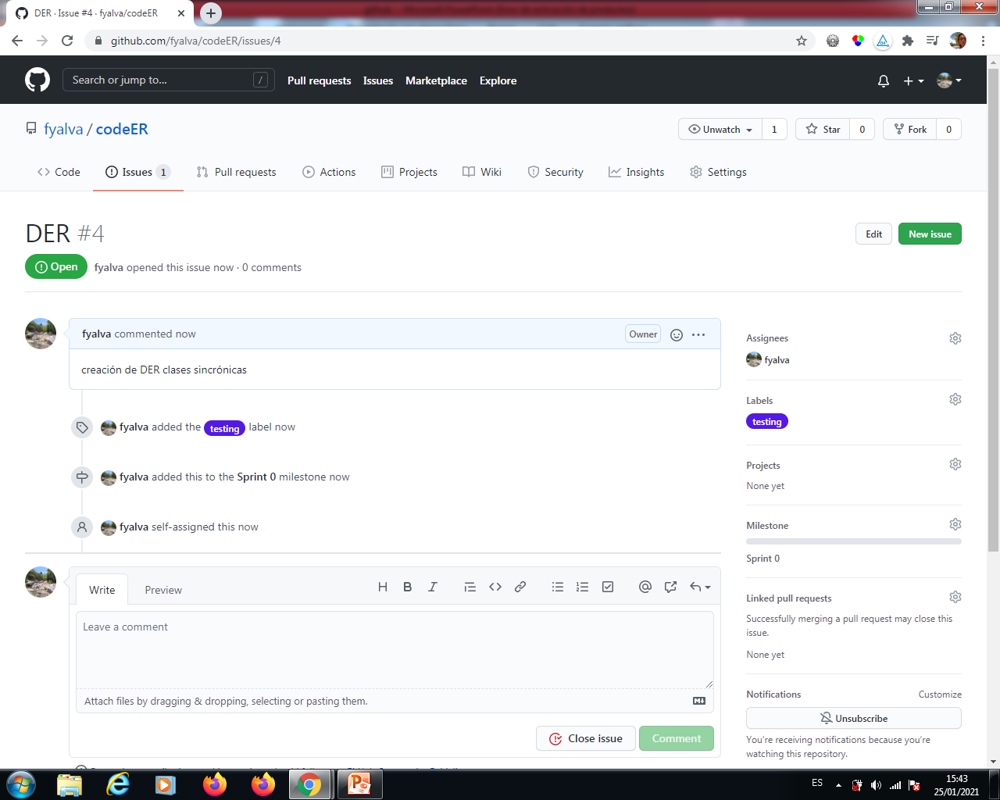 DER · Issue #4 · fyalva/codeER
github.com/fyalva/codeER/issues/4
Search or jump to... /
Pull requests Issues Marketplace Explore
fyalva / codeER
Unwatch 1 Star 0 Fork 0
Code Issues 1 Pull requests Actions Projects Wiki Security Insights Settings
DER #4
Edit New issue
Open fyalva opened this issue now · 0 comments
fyalva commented now Owner
creación de DER clases sincrónicas
fyalva added the testing label now
fyalva added this to the Sprint 0 milestone now
fyalva self-assigned this now
Write Preview
Leave a comment
Attach files by dragging & dropping, selecting or pasting them.
Close issue Comment
Assignees
fyalva
Labels
testing
Projects
None yet
Milestone
Sprint 0
Linked pull requests
Successfully merging a pull request may close this
issue.
None yet
Notifications Customize
Unsubscribe
You're receiving notifications because you're
watching this repository.
ES
15:43
25/01/2021